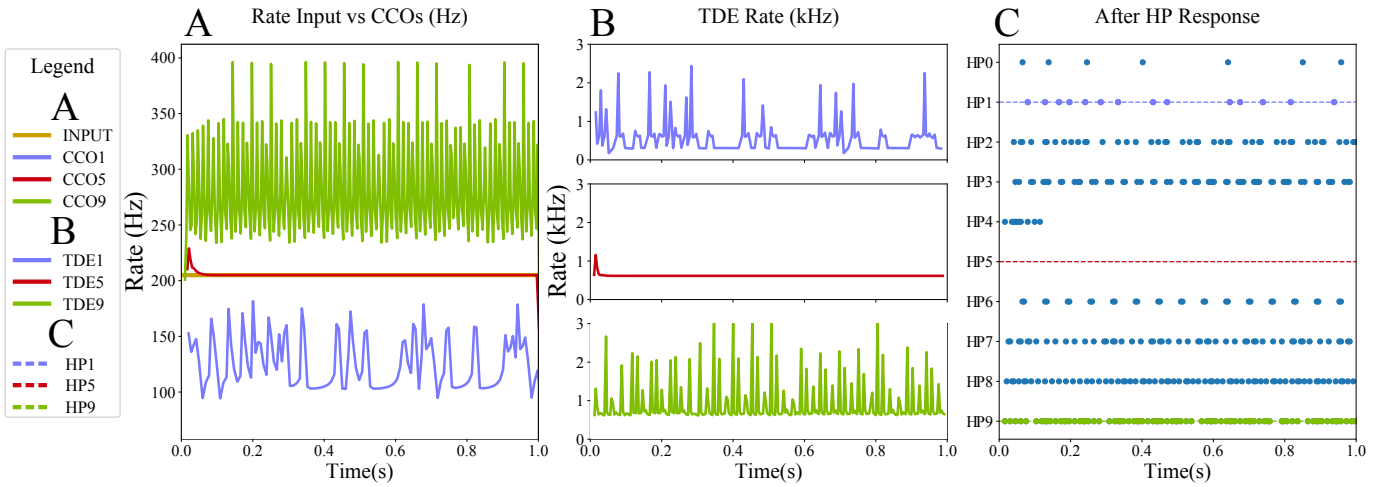 A
Rate Input vs CCOs (Hz)
B
TDE Rate (kHz)
C
After HP Response
Legend
A
INPUT
CCO1
CCO5
CCO9
B
TDE1
TDE5
TDE9
C
HP1
HP5
HP9
Rate (Hz)
400
350
300
250
200
150
100
0.0 0.2 0.4 0.6 0.8 1.0
Time(s)
Rate (kHz)
3
2
1
0
3
2
1
0
3
2
1
0
0.0 0.2 0.4 0.6 0.8 1.0
Time(s)
HP0
HP1
HP2
HP3
HP4
HP5
HP6
HP7
HP8
HP9
0.0 0.2 0.4 0.6 0.8 1.0
Time(s)